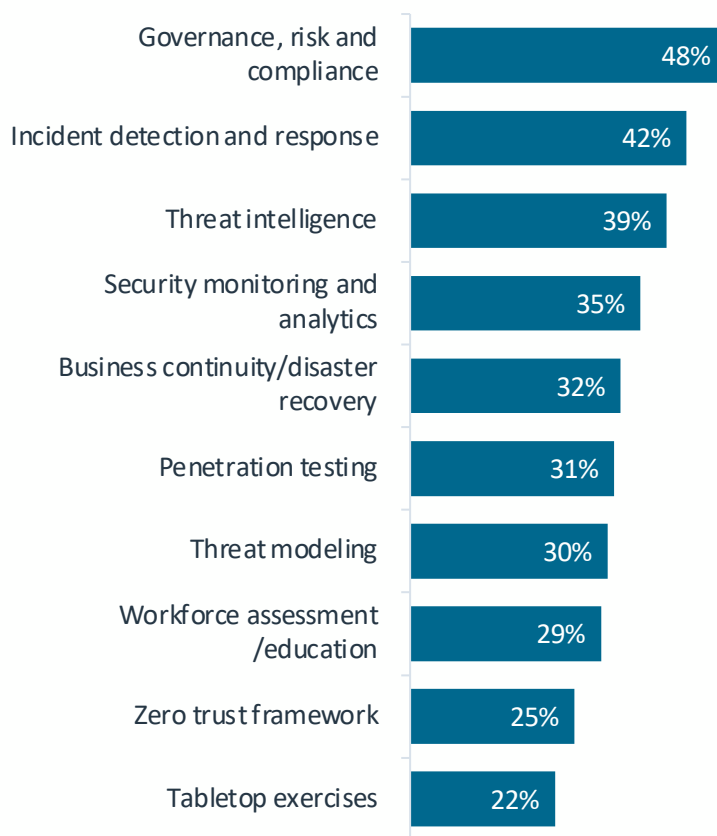 Governance, risk and
compliance
48%
Incident detection and response
42%
Threat intelligence
39%
Security monitoring and
analytics
35%
Business continuity/disaster
recovery
32%
Penetration testing
31%
Threat modeling
30%
Workforce assessment
/education
29%
Zero trust framework
25%
Tabletop exercises
22%